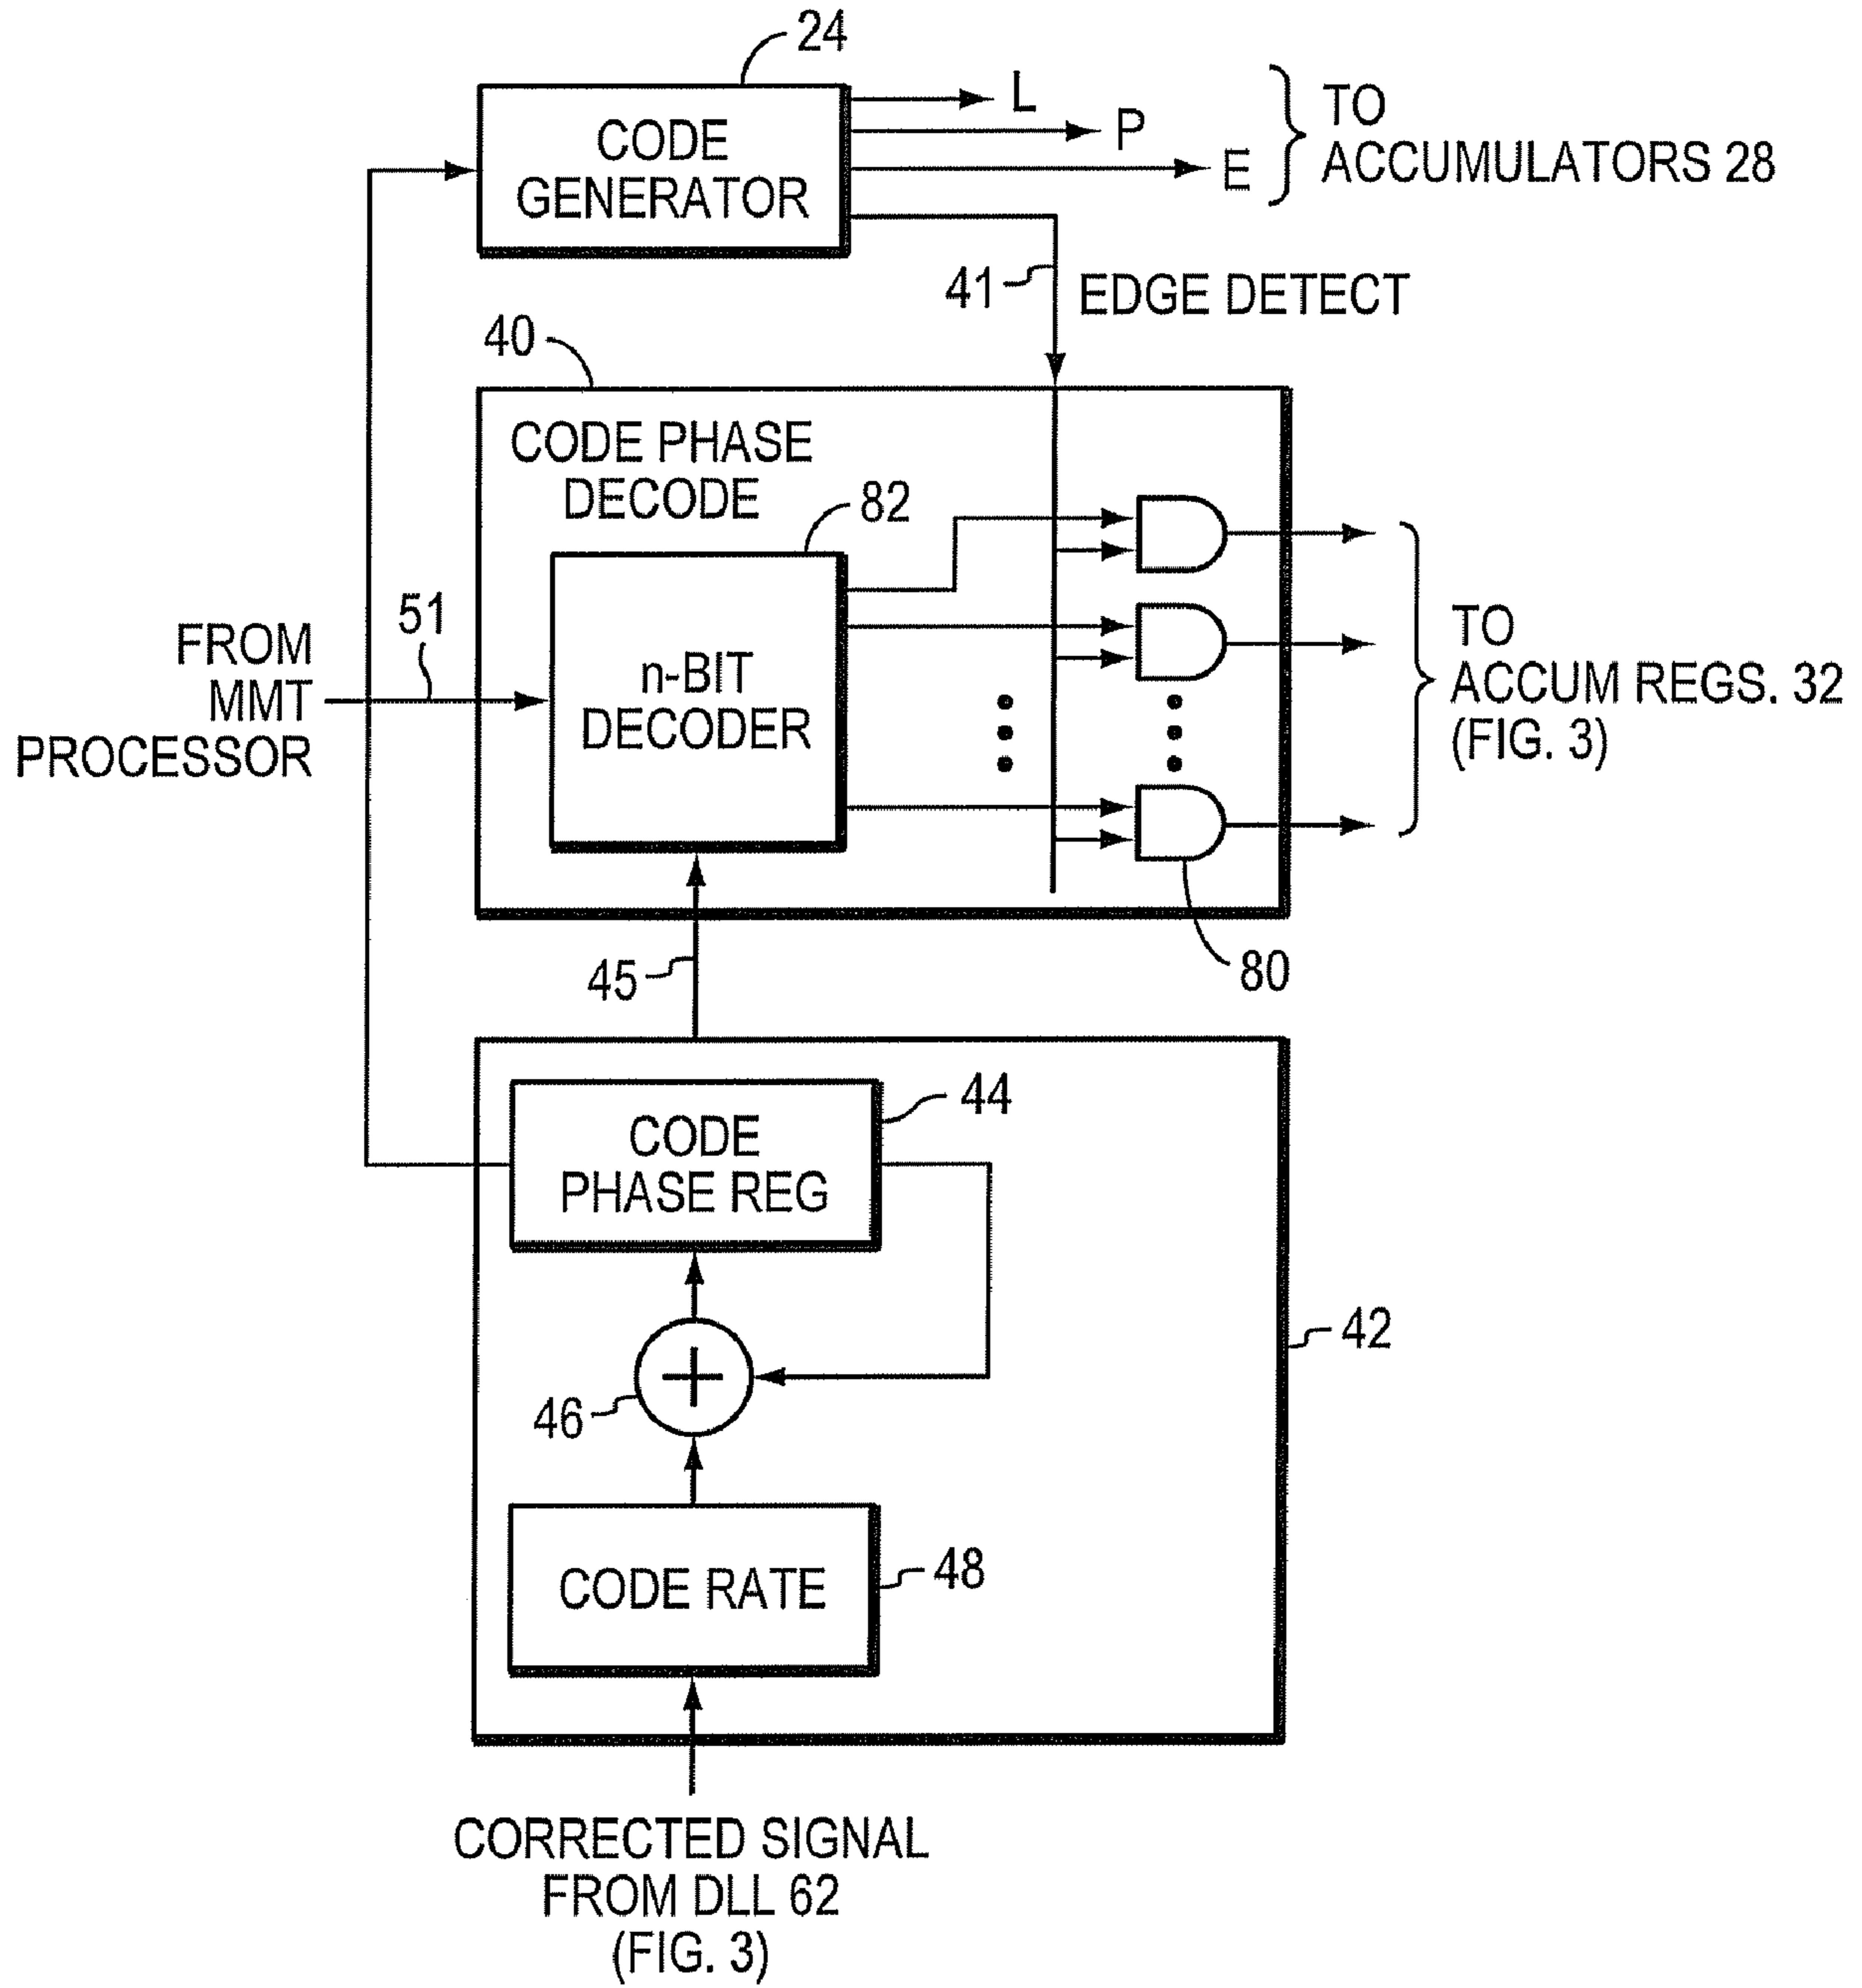 24
CODE
GENERATOR
L
P
E
TO
ACCUMULATORS 28
41
EDGE DETECT
40
CODE PHASE
DECODE
82
51
FROM
MMT
PROCESSOR
n-BIT
DECODER
TO
ACCUM REGS. 32
(FIG. 3)
45
80
44
CODE
PHASE REG
42
46
CODE RATE
48
CORRECTED SIGNAL
FROM DLL 62
(FIG. 3)